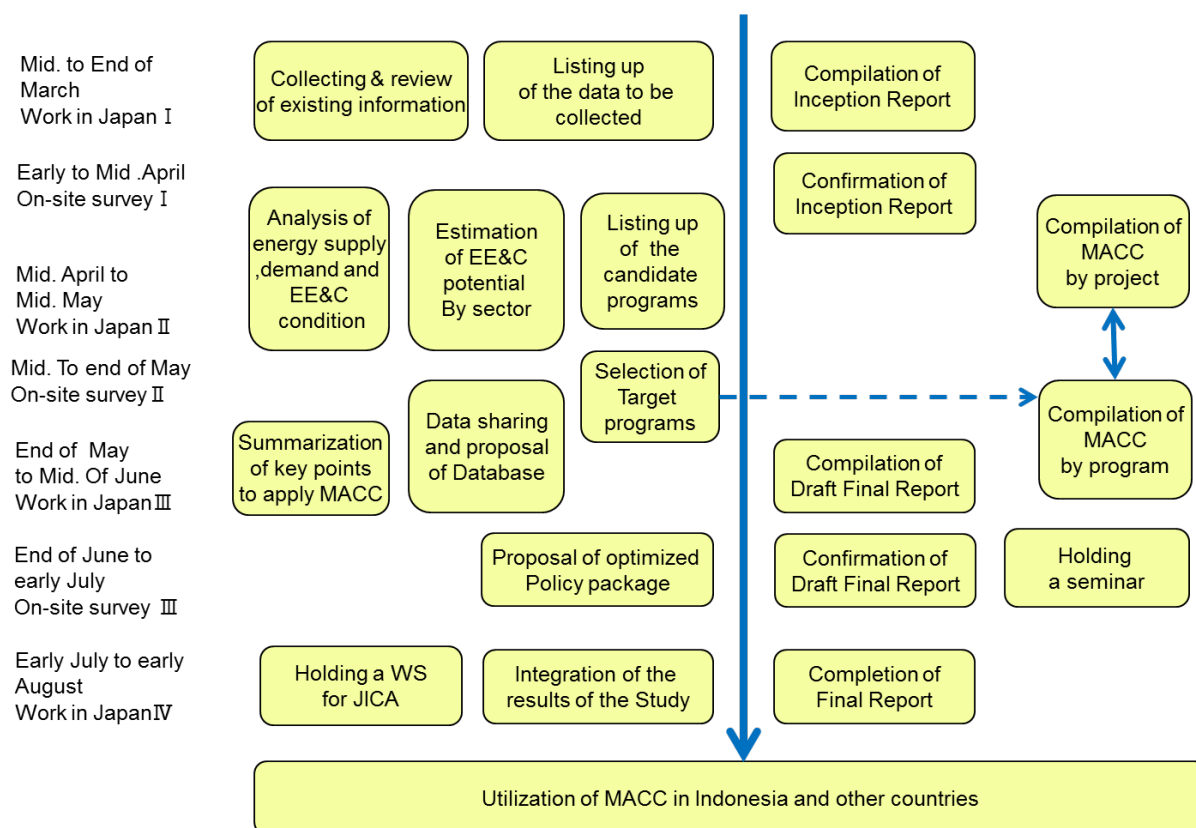 Mid. to End of
March
Work in Japan Ⅰ
Collecting & review
of existing information
Listing up
of the data to be
collected
Compilation of
Inception Report
Early to Mid .April
On-site survey Ⅰ
Confirmation of
Inception Report
Analysis of
energy supply
,demand and
EE&C
condition
Estimation
of EE&C
potential
By sector
Listing up
of the
candidate
programs
Compilation of
MACC
by project
Mid. April to
Mid. May
Work in Japan Ⅱ
Mid. To end of May
On-site survey Ⅱ
Selection of
Target
programs
Data sharing
and proposal
of Database
Compilation of
MACC
by program
Summarization
of key points
to apply MACC
End of May
to Mid. Of June
Work in Japan Ⅲ
Compilation of
Draft Final Report
End of June to
early July
On-site survey Ⅲ
Proposal of optimized
Policy package
Confirmation of
Draft Final Report
Holding
a seminar
Early July to early
August
Work in Japan Ⅳ
Holding a WS
for JICA
Integration of the
results of the Study
Completion of
Final Report
Utilization of MACC in Indonesia and other countries